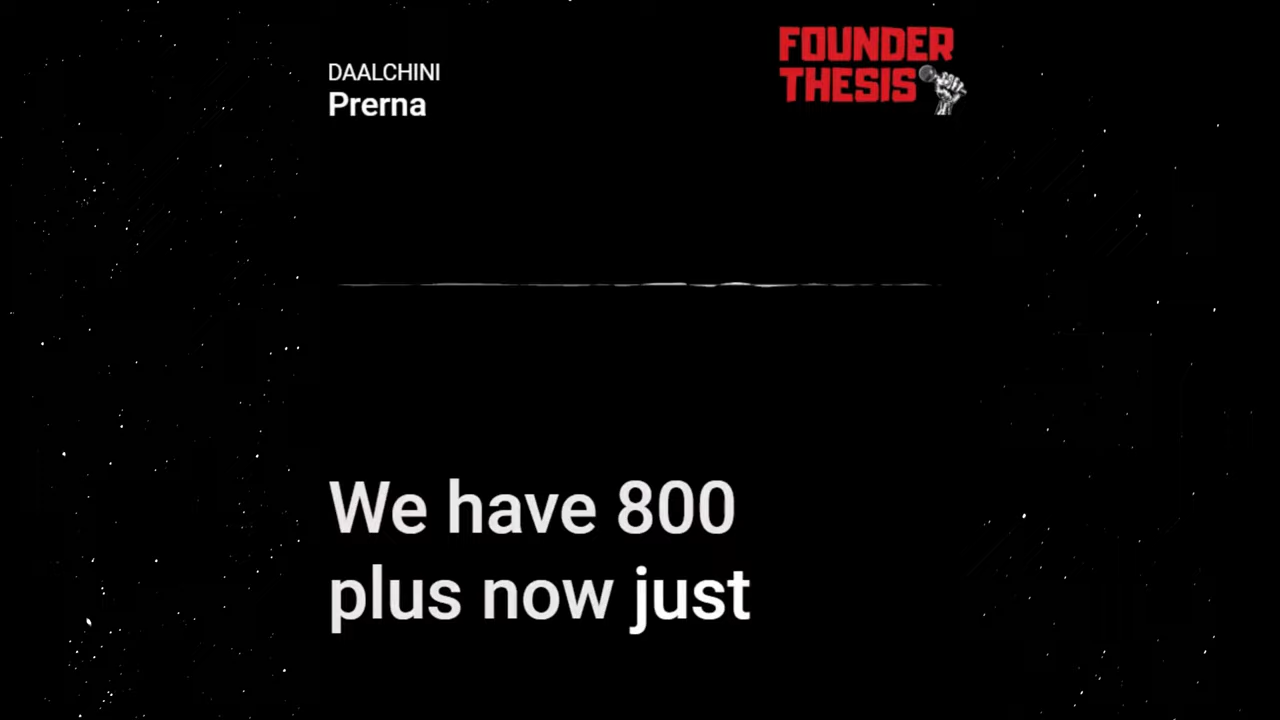 DAALCHINI
Prerna
FOUNDER
THESIS
We have 800
plus now just